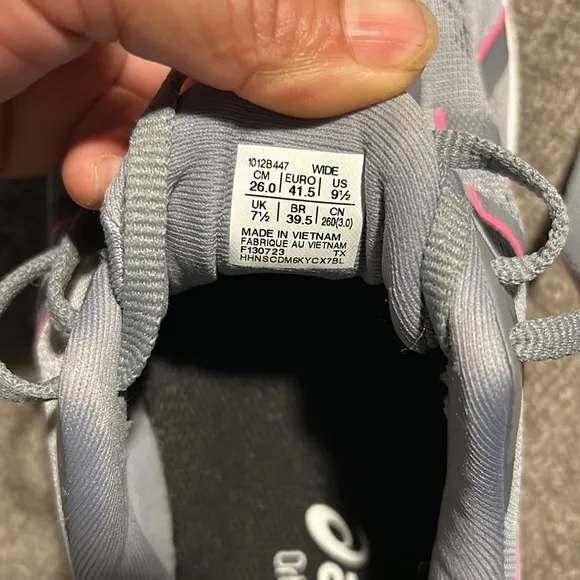 1012B447 WIDE
CM EURO US
26.0 41.5 9½
UK BR CN
7½ 39.5 260(3.0)
MADE IN VIETNAM
FABRIQUE AU VIETNAM
F130723 TX
HHNSCDM6KYCX7BL